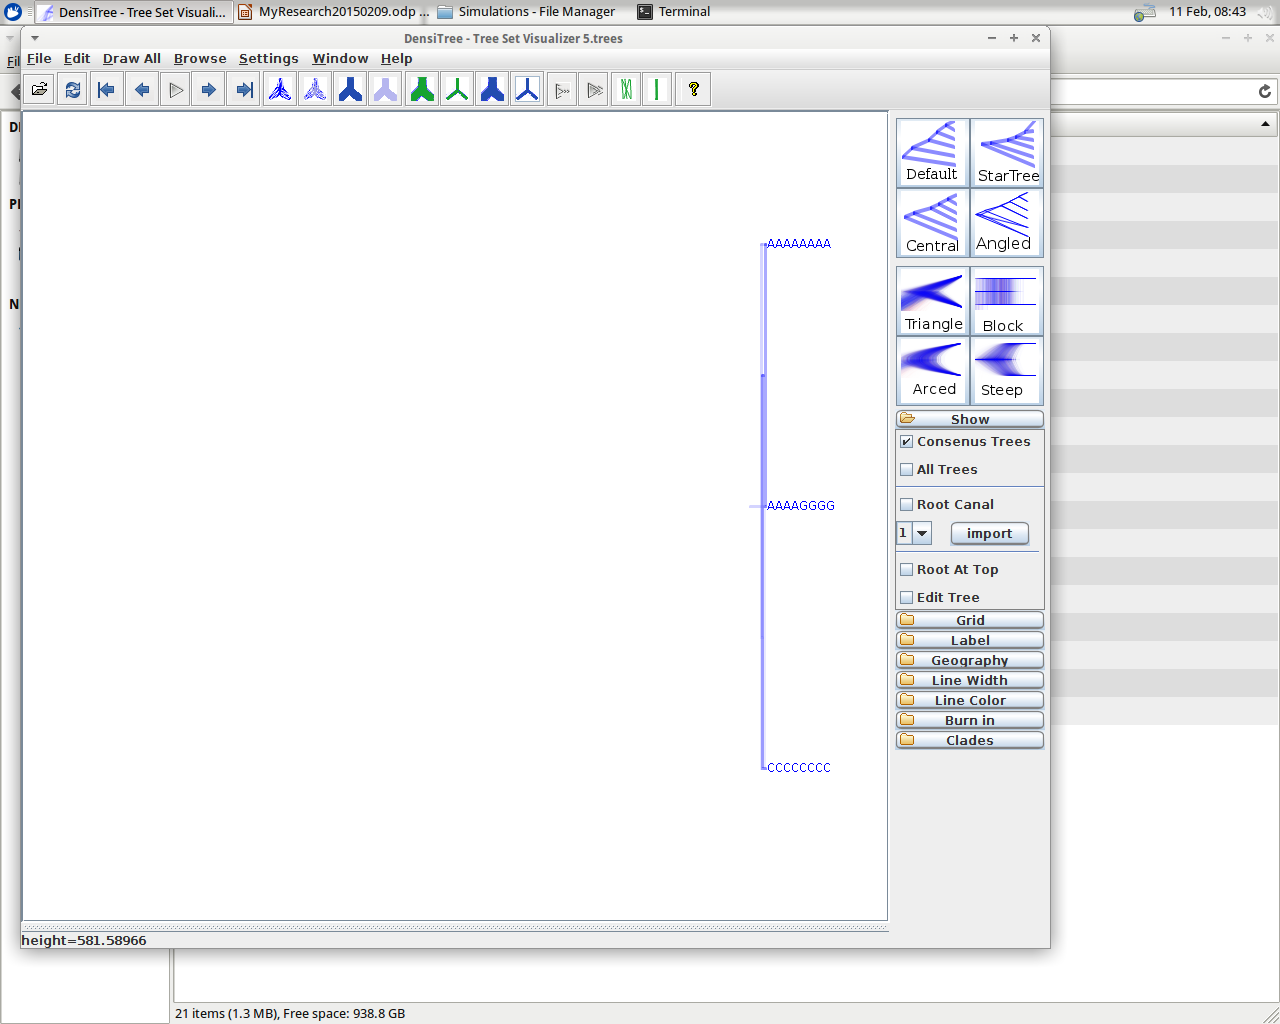 DensiTree - Tree Set Visuali...
MyResearch20150209.odp ...
Simulations - File Manager
Terminal
11 Feb, 08:43
DensiTree - Tree Set Visualizer 5.trees
File Edit Draw All Browse Settings Window Help
?
Default
StarTree
Central
Angled
Triangle
Block
Arced
Steep
Show
Consenus Trees
All Trees
Root Canal
1
import
Root At Top
Edit Tree
Grid
Label
Geography
Line Width
Line Color
Burn in
Clades
AAAAAAAA
AAAAGGGG
CCCCCCCC
height=581.58966
21 items (1.3 MB), Free space: 938.8 GB